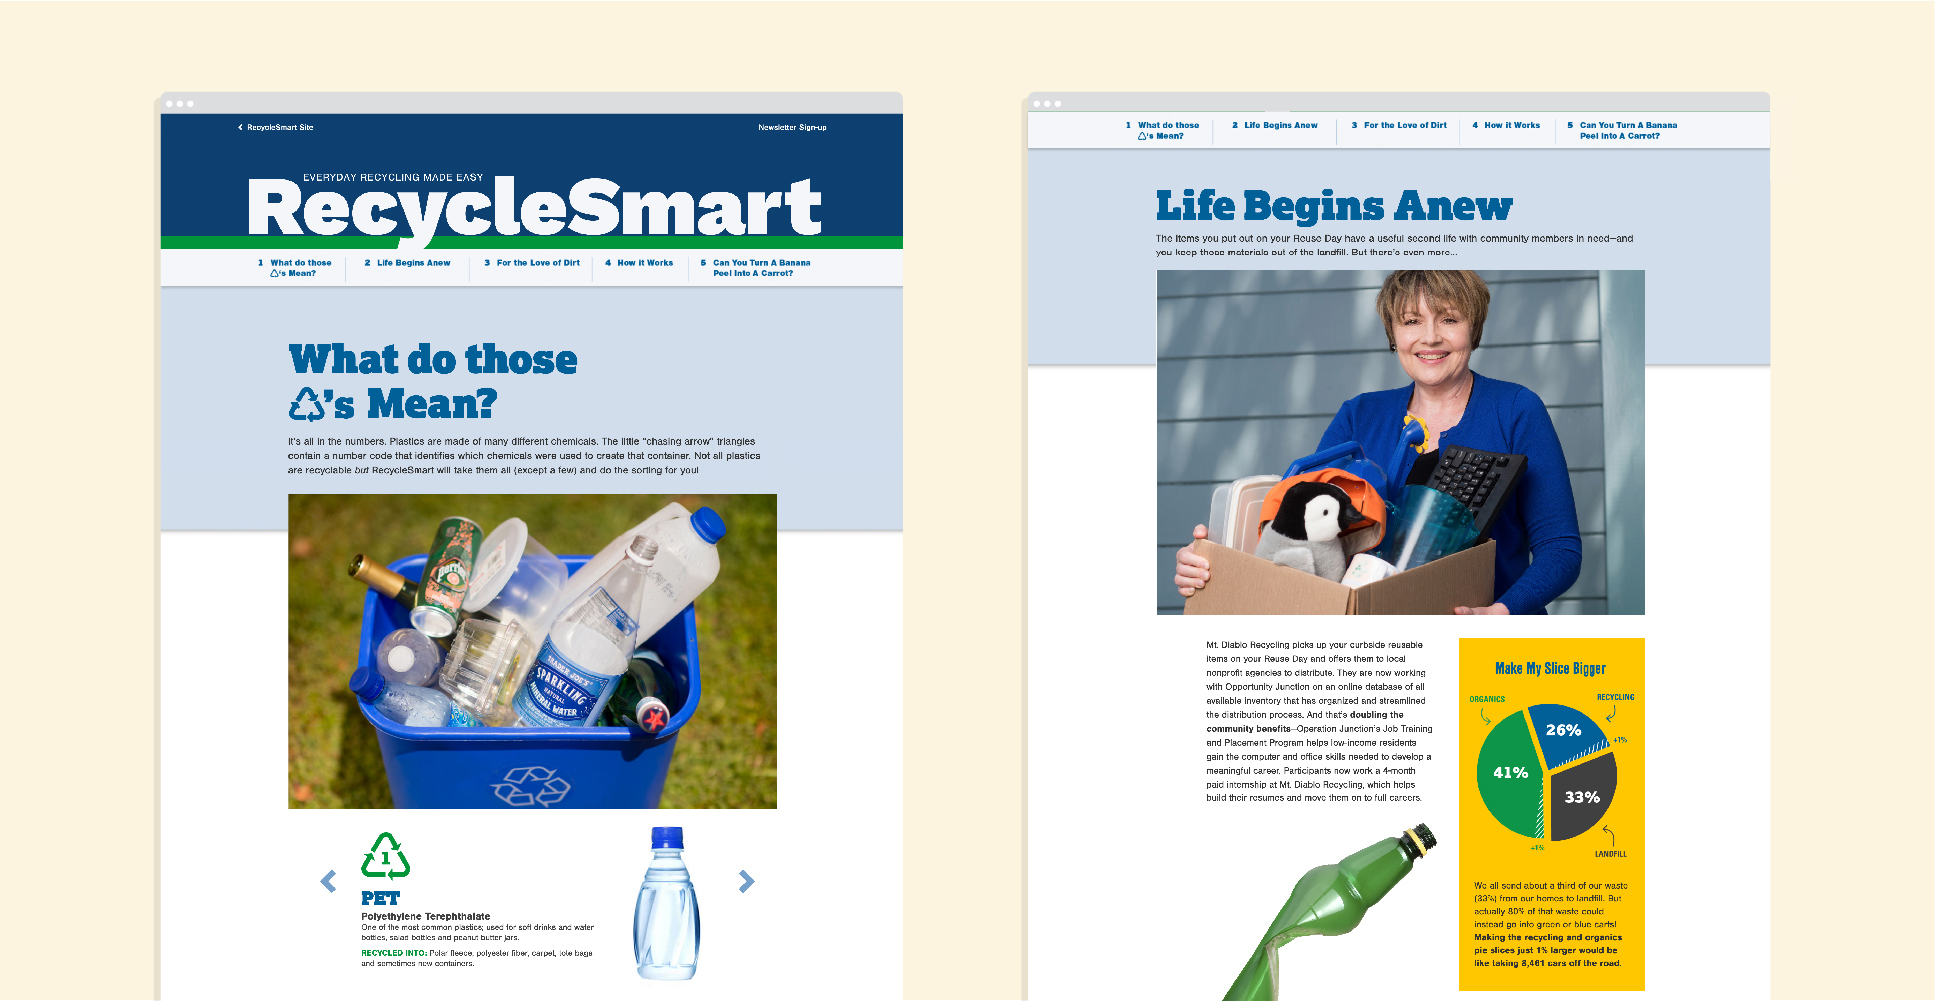 RecycleSmart Site
Newsletter Sign-up
EVERYDAY RECYCLING MADE EASY
RecycleSmart
1 What do those
's Mean?
2 Life Begins Anew
3 For the Love of Dirt
4 How it Works
5 Can You Turn A Banana
Peel Into A Carrot?
What do those
's Mean?
It's all in the numbers. Plastics are made of many different chemicals. The little "chasing arrow" triangles
contain a number code that identifies which chemicals were used to create that container. Not all plastics
are recyclable but RecycleSmart will take them all (except a few) and do the sorting for you!
Perrier
TRADER JOE'S
SPARKLING
NATURAL
MINERAL WATER
1
PET
Polyethylene Terephthalate
One of the most common plastics; used for soft drinks and water
bottles, salad bottles and peanut butter jars.
RECYCLED INTO: Polar fleece, polyester fiber, carpet, tote bags
and sometimes new containers.
1 What do those
's Mean?
2 Life Begins Anew
3 For the Love of Dirt
4 How it Works
5 Can You Turn A Banana
Peel Into A Carrot?
Life Begins Anew
The items you put out on your Reuse Day have a useful second life with community members in need—and
you keep those materials out of the landfill. But there's even more...
Mt. Diablo Recycling picks up your curbside reusable
items on your Reuse Day and offers them to local
nonprofit agencies to distribute. They are now working
with Opportunity Junction on an online database of all
available inventory that has organized and streamlined
the distribution process. And that's doubling the
community benefits—Operation Junction's Job Training
and Placement Program helps low-income residents
gain the computer and office skills needed to develop a
meaningful career. Participants now work a 4-month
paid internship at Mt. Diablo Recycling, which helps
build their resumes and move them on to full careers.
Make My Slice Bigger
ORGANICS
RECYCLING
26%
+1%
41%
33%
+1%
LANDFILL
We all send about a third of our waste
(33%) from our homes to landfill. But
actually 80% of that waste could
instead go into green or blue carts!
Making the recycling and organics
pie slices just 1% larger would be
like taking 8,461 cars off the road.